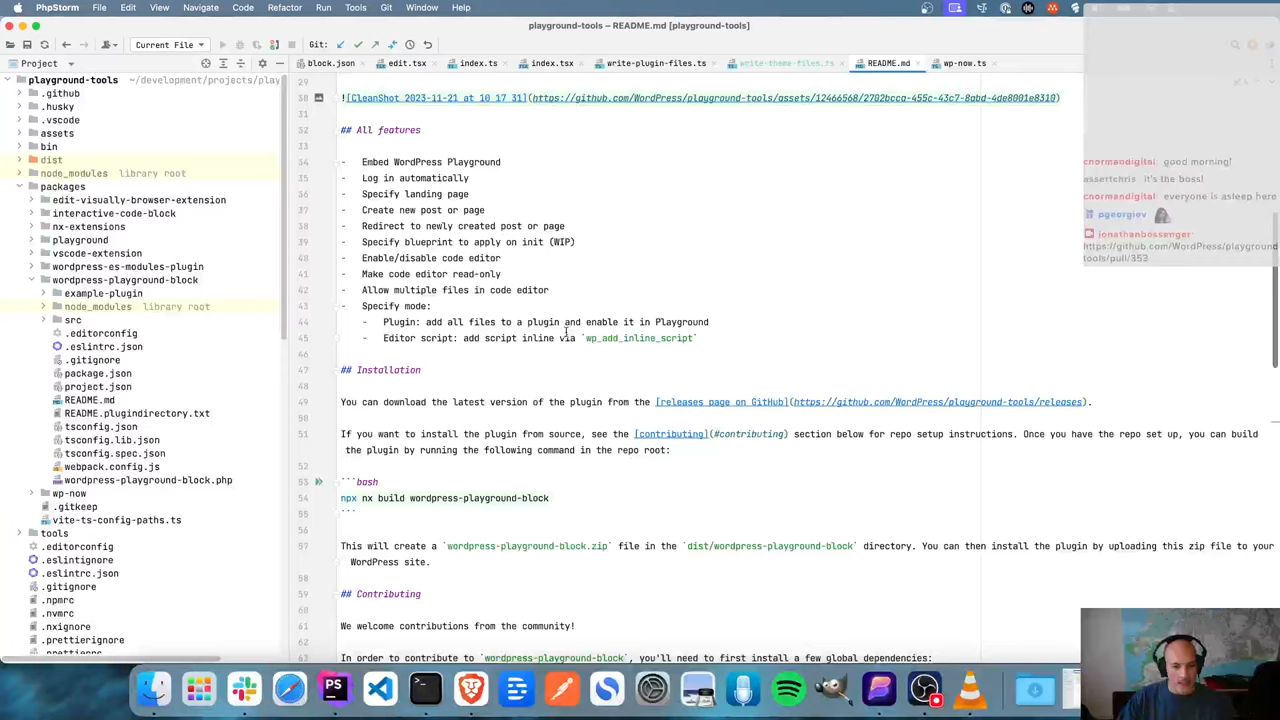 PhpStorm File Edit View Navigate Code Refactor Run Tools Git Window Help
playground-tools – README.md [playground-tools]
Current File Git:
Project block.json edit.tsx index.ts index.tsx write-plugin-files.ts write-theme-files.ts README.md wp-now.ts
playground-tools ~/development/projects/play
.github
.husky
.vscode
assets
bin
dist
node_modules library root
packages
edit-visually-browser-extension
interactive-code-block
nx-extensions
playground
vscode-extension
wordpress-es-modules-plugin
wordpress-playground-block
example-plugin
node_modules library root
src
.editorconfig
.eslintrc.json
.gitignore
package.json
project.json
README.md
README.plugindirectory.txt
tsconfig.json
tsconfig.lib.json
tsconfig.spec.json
webpack.config.js
wordpress-playground-block.php
wp-now
.gitkeep
vite-ts-config-paths.ts
tools
.editorconfig
.eslintignore
.eslintrc.json
.gitignore
.npmrc
.nvmrc
.nxignore
.prettierignore
.prettierrc
29
30 ![CleanShot 2023-11-21 at 10 17 31](https://github.com/WordPress/playground-tools/assets/12466568/2702bcca-455c-43c7-8abd-4de8001e8310)
31
32 ## All features
33
34 - Embed WordPress Playground
35 - Log in automatically
36 - Specify landing page
37 - Create new post or page
38 - Redirect to newly created post or page
39 - Specify blueprint to apply on init (WIP)
40 - Enable/disable code editor
41 - Make code editor read-only
42 - Allow multiple files in code editor
43 - Specify mode:
44 - Plugin: add all files to a plugin and enable it in Playground
45 - Editor script: add script inline via `wp_add_inline_script`
46
47 ## Installation
48
49 You can download the latest version of the plugin from the [releases page on GitHub](https://github.com/WordPress/playground-tools/releases).
50
51 If you want to install the plugin from source, see the [contributing](#contributing) section below for repo setup instructions. Once you have the repo set up, you can build
the plugin by running the following command in the repo root:
52
53 ```bash
54 npx nx build wordpress-playground-block
55 ```
56
57 This will create a `wordpress-playground-block.zip` file in the `dist/wordpress-playground-block` directory. You can then install the plugin by uploading this zip file to your
WordPress site.
58
59 ## Contributing
60
61 We welcome contributions from the community!
62
63 In order to contribute to `wordpress-playground-block`, you'll need to first install a few global dependencies:
cnormandigital: good morning!
assertchris: it's the boss!
cnormandigital: everyone is asleep here
pgeorgiev
jonathanbossenger:
https://github.com/WordPress/playground
tools/pull/353
PS